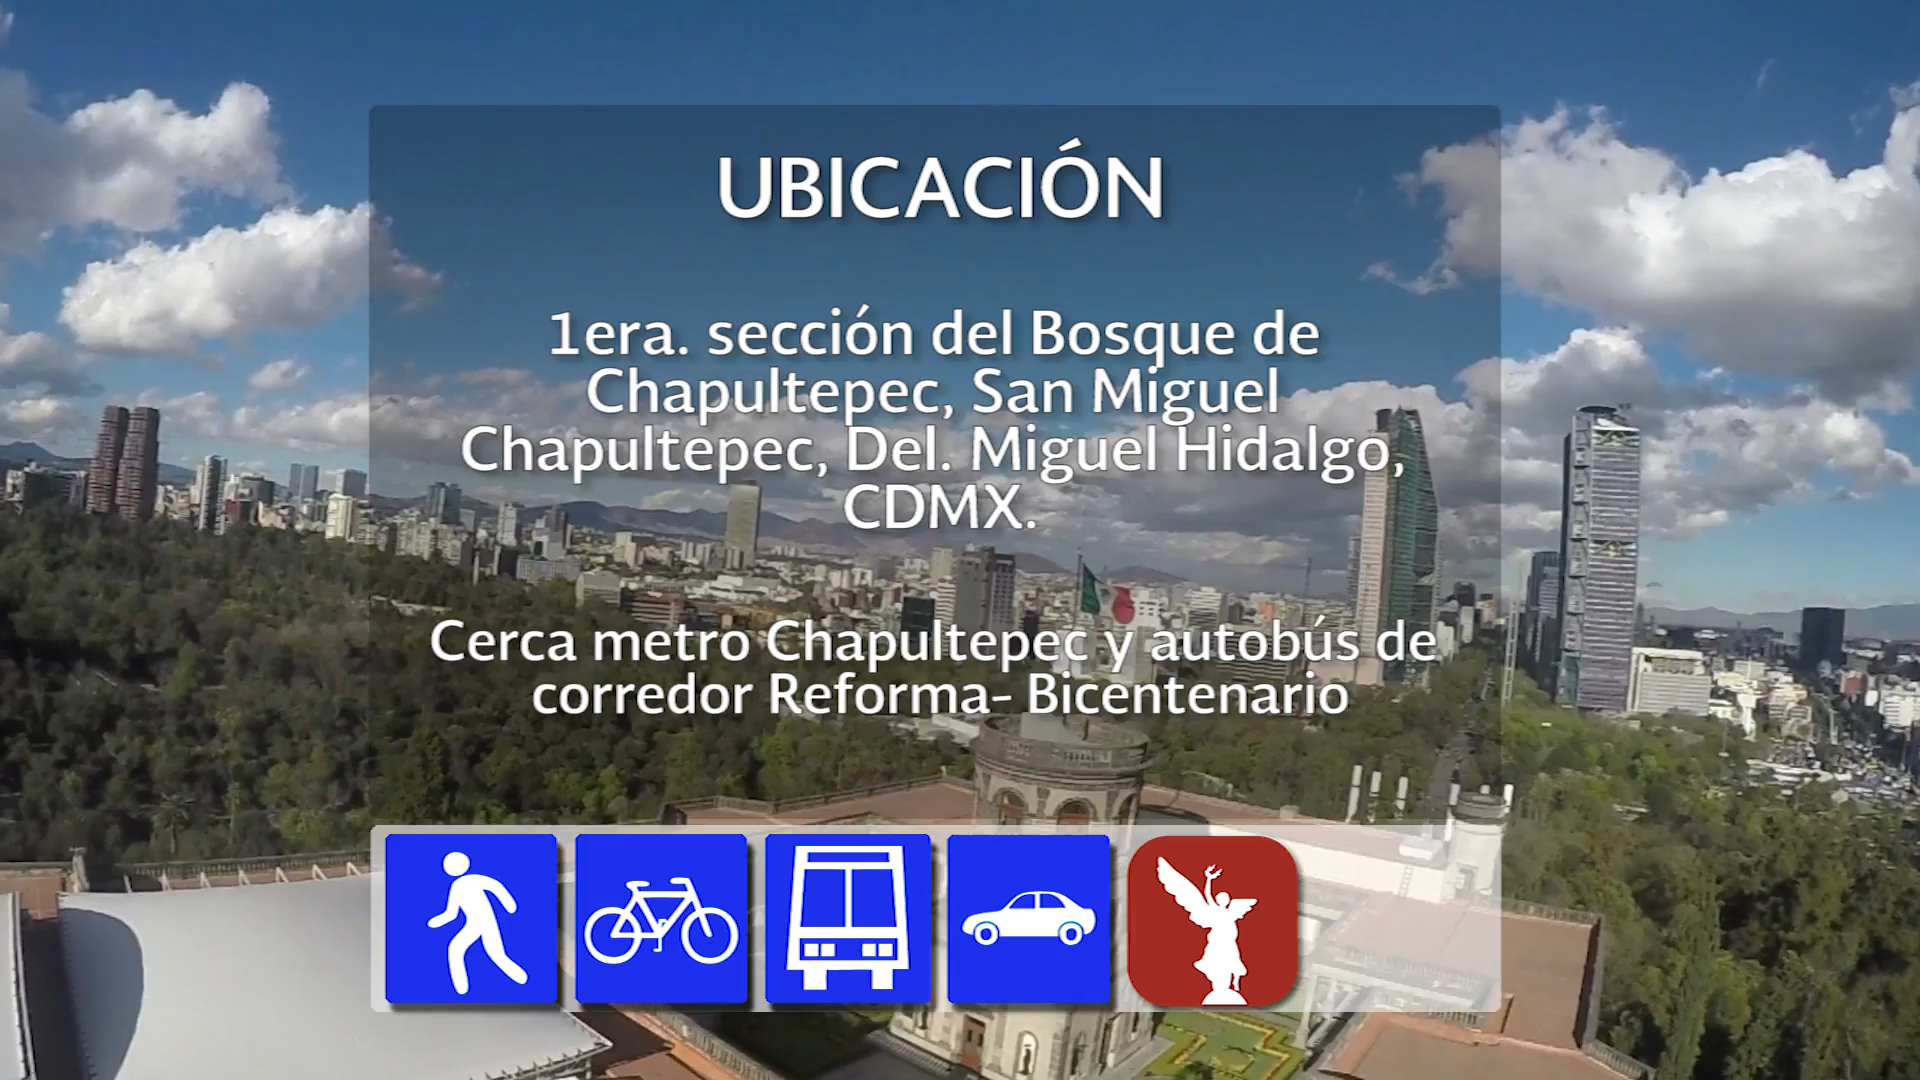 UBICACIÓN
1era. sección del Bosque de
Chapultepec, San Miguel
Chapultepec, Del. Miguel Hidalgo,
CDMX.
Cerca metro Chapultepec y autobús de
corredor Reforma- Bicentenario